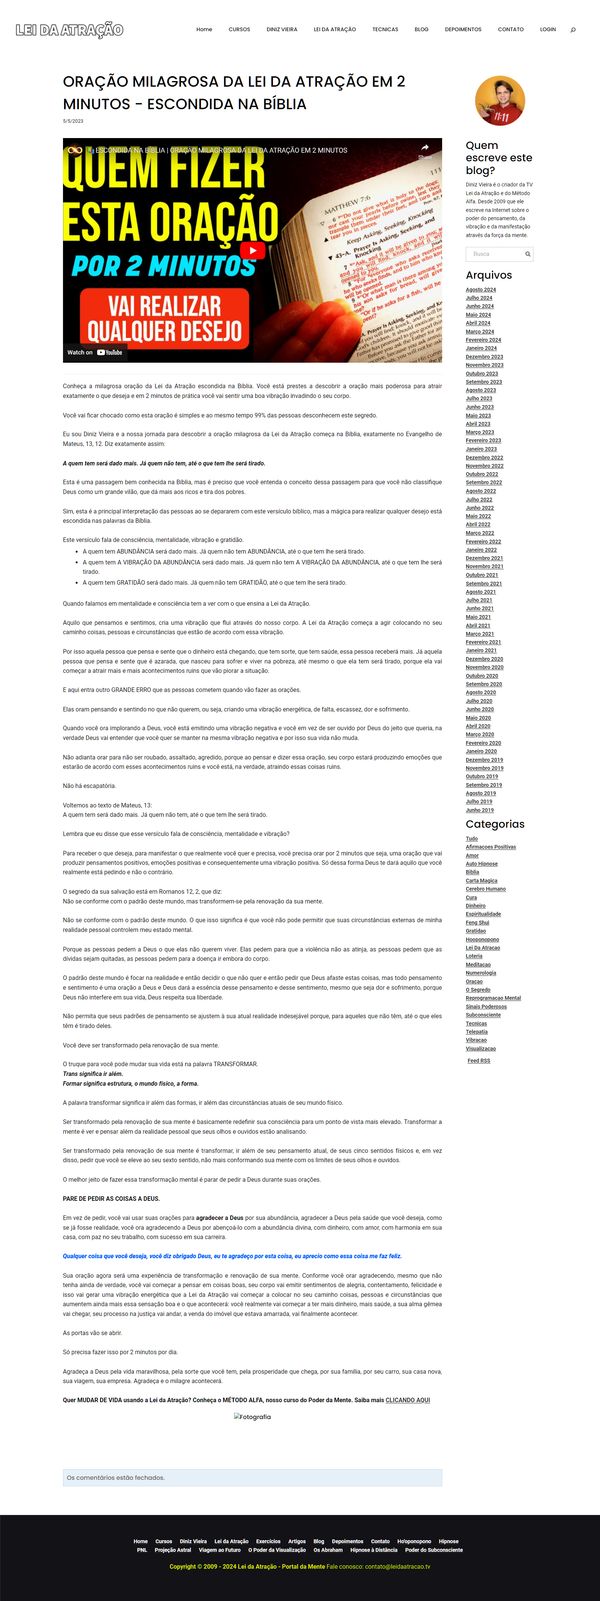 LEI DA ATRAÇÃO
Home CURSOS DINIZ VIEIRA LEI DA ATRAÇÃO TECNICAS BLOG DEPOIMENTOS CONTATO LOGIN
ORAÇÃO MILAGROSA DA LEI DA ATRAÇÃO EM 2
MINUTOS - ESCONDIDA NA BÍBLIA
5/5/2023
ESCONDIDA NA BÍBLIA | ORAÇÃO MILAGROSA DA LEI DA ATRAÇÃO EM 2 MINUTOS
QUEM FIZER
ESTA ORAÇÃO
POR 2 MINUTOS
VAI REALIZAR
QUALQUER DESEJO
MATTHEW 7:6
Keep Asking, Seeking, Knocking
Watch on YouTube
Conheça a milagrosa oração da Lei da Atração escondida na Bíblia. Você está prestes a descobrir a oração mais poderosa para atrair
exatamente o que deseja e em 2 minutos de prática você vai sentir uma boa vibração invadindo o seu corpo.
Você vai ficar chocado como esta oração é simples e ao mesmo tempo 99% das pessoas desconhecem este segredo.
Eu sou Diniz Vieira e a nossa jornada para descobrir a oração milagrosa da Lei da Atração começa na Bíblia, exatamente no Evangelho de
Mateus, 13, 12. Diz exatamente assim:
A quem tem será dado mais. Já quem não tem, até o que tem lhe será tirado.
Esta é uma passagem bem conhecida na Bíblia, mas é preciso que você entenda o conceito dessa passagem para que você não classifique
Deus como um grande vilão, que dá mais aos ricos e tira dos pobres.
Sim, esta é a principal interpretação das pessoas ao se depararem com este versículo bíblico, mas a mágica para realizar qualquer desejo está
escondida nas palavras da Bíblia.
Este versículo fala de consciência, mentalidade, vibração e gratidão.
• A quem tem ABUNDÂNCIA será dado mais. Já quem não tem ABUNDÂNCIA, até o que tem lhe será tirado.
• A quem tem A VIBRAÇÃO DA ABUNDÂNCIA será dado mais. Já quem não tem A VIBRAÇÃO DA ABUNDÂNCIA, até o que tem lhe será
tirado.
• A quem tem GRATIDÃO será dado mais. Já quem não tem GRATIDÃO, até o que tem lhe será tirado.
Quando falamos em mentalidade e consciência tem a ver com o que ensina a Lei da Atração.
Aquilo que pensamos e sentimos, cria uma vibração que flui através do nosso corpo. A Lei da Atração começa a agir colocando no seu
caminho coisas, pessoas e circunstâncias que estão de acordo com essa vibração.
Por isso aquela pessoa que pensa e sente que o dinheiro está chegando, que tem sorte, que tem saúde, essa pessoa receberá mais. Já aquela
pessoa que pensa e sente que é azarada, que nasceu para sofrer e viver na pobreza, até mesmo o que ela tem será tirado, porque ela vai
começar a atrair mais e mais acontecimentos ruins que vão piorar a situação.
E aqui entra outro GRANDE ERRO que as pessoas cometem quando vão fazer as orações.
Elas oram pensando e sentindo no que não querem, ou seja, criando uma vibração energética, de falta, escassez, dor e sofrimento.
Quando você ora implorando a Deus, você está emitindo uma vibração negativa e você em vez de ser ouvido por Deus do jeito que queria, na
verdade Deus vai entender que você quer se manter na mesma vibração negativa e por isso sua vida não muda.
Não adianta orar para não ser roubado, assaltado, agredido, porque ao pensar e dizer essa oração, seu corpo estará produzindo emoções que
estarão de acordo com esses acontecimentos ruins e você está, na verdade, atraindo essas coisas ruins.
Não há escapatória.
Voltemos ao texto de Mateus, 13:
A quem tem será dado mais. Já quem não tem, até o que tem lhe será tirado.
Lembra que eu disse que esse versículo fala de consciência, mentalidade e vibração?
Para receber o que deseja, para manifestar o que realmente você quer e precisa, você precisa orar por 2 minutos que seja, uma oração que vai
produzir pensamentos positivos, emoções positivas e consequentemente uma vibração positiva. Só dessa forma Deus te dará aquilo que você
realmente está pedindo e não o contrário.
O segredo da sua salvação está em Romanos 12, 2, que diz:
Não se conforme com o padrão deste mundo, mas transformem-se pela renovação da sua mente.
Não se conforme com o padrão deste mundo. O que isso significa é que você não pode permitir que suas circunstâncias externas de minha
realidade pessoal controlem meu estado mental.
Porque as pessoas pedem a Deus o que elas não querem viver. Elas pedem para que a violência não as atinja, as pessoas pedem que as
dívidas sejam quitadas, as pessoas pedem para a doença ir embora do corpo.
O padrão deste mundo é focar na realidade e então decidir o que não quer e então pedir que Deus afaste estas coisas, mas todo pensamento
e sentimento é uma oração a Deus e Deus dará a essência desse pensamento e desse sentimento, mesmo que seja dor e sofrimento, porque
Deus não interfere em sua vida, Deus respeita sua liberdade.
Não permita que seus padrões de pensamento se ajustem à sua atual realidade indesejável porque, para aqueles que não têm, até o que eles
têm é tirado deles.
Você deve ser transformado pela renovação de sua mente.
O truque para você pode mudar sua vida está na palavra TRANSFORMAR.
Trans significa ir além.
Formar significa estrutura, o mundo físico, a forma.
A palavra transformar significa ir além das formas, ir além das circunstâncias atuais de seu mundo físico.
Ser transformado pela renovação de sua mente é basicamente redefinir sua consciência para um ponto de vista mais elevado. Transformar a
mente é ver e pensar além da realidade pessoal que seus olhos e ouvidos estão analisando:
Ser transformado pela renovação de sua mente é transformar, ir além de seu pensamento atual, de seus cinco sentidos físicos e, em vez
disso, pedir que você se eleve ao seu sexto sentido, não mais conformando sua mente com os limites de seus olhos e ouvidos.
O melhor jeito de fazer essa transformação mental é parar de pedir a Deus durante suas orações.
PARE DE PEDIR AS COISAS A DEUS.
Em vez de pedir, você vai usar suas orações para agradecer a Deus por sua abundância, agradecer a Deus pela saúde que você deseja, como
se já fosse realidade, você ora agradecendo a Deus por abençoá-lo com a abundância divina, com dinheiro, com amor, com harmonia em sua
casa, com paz no seu trabalho, com sucesso em sua carreira.
Qualquer coisa que você deseja, você diz obrigado Deus, eu te agradeço por esta coisa, eu aprecio como essa coisa me faz feliz.
Sua oração agora será uma experiência de transformação e renovação de sua mente. Conforme você orar agradecendo, mesmo que não
tenha ainda de verdade, você vai começar a pensar em coisas boas, seu corpo vai emitir sentimentos de alegria, contentamento, felicidade e
isso vai gerar uma vibração energética que a Lei da Atração vai começar a colocar no seu caminho coisas, pessoas e circunstâncias que
aumentem ainda mais essa sensação boa e o que acontecerá: você realmente vai começar a ter mais dinheiro, mais saúde, a sua alma gêmea
vai chegar, seu processo na justiça vai andar, a venda do imóvel que estava amarrada, vai finalmente acontecer.
As portas vão se abrir.
Só precisa fazer isso por 2 minutos por dia.
Agradeça a Deus pela vida maravilhosa, pela sorte que você tem, pela prosperidade que chega, por sua família, por seu carro, sua casa nova,
sua viagem, sua empresa. Agradeça e o milagre acontecerá.
Quer MUDAR DE VIDA usando a Lei da Atração? Conheça o MÉTODO ALFA, nosso curso do Poder da Mente. Saiba mais CLICANDO AQUI
Fotografia
Os comentários estão fechados.
11:11
Quem
escreve este
blog?
Diniz Vieira é o criador da TV
Lei da Atração e do Método
Alfa. Desde 2009 que ele
escreve na internet sobre o
poder do pensamento, da
vibração e da manifestação
através da força da mente.
Busca
Arquivos
Agosto 2024
Julho 2024
Junho 2024
Maio 2024
Abril 2024
Março 2024
Fevereiro 2024
Janeiro 2024
Dezembro 2023
Novembro 2023
Outubro 2023
Setembro 2023
Agosto 2023
Julho 2023
Junho 2023
Maio 2023
Abril 2023
Março 2023
Fevereiro 2023
Janeiro 2023
Dezembro 2022
Novembro 2022
Outubro 2022
Setembro 2022
Agosto 2022
Julho 2022
Junho 2022
Maio 2022
Abril 2022
Março 2022
Fevereiro 2022
Janeiro 2022
Dezembro 2021
Novembro 2021
Outubro 2021
Setembro 2021
Agosto 2021
Julho 2021
Junho 2021
Maio 2021
Abril 2021
Março 2021
Fevereiro 2021
Janeiro 2021
Dezembro 2020
Novembro 2020
Outubro 2020
Setembro 2020
Agosto 2020
Julho 2020
Junho 2020
Maio 2020
Abril 2020
Março 2020
Fevereiro 2020
Janeiro 2020
Dezembro 2019
Novembro 2019
Outubro 2019
Setembro 2019
Agosto 2019
Julho 2019
Junho 2019
Categorias
Tudo
Afirmacoes Positivas
Amor
Auto Hipnose
Biblia
Carta Magica
Cerebro Humano
Cura
Dinheiro
Espiritualidade
Feng Shui
Gratidao
Hooponopono
Lei Da Atracao
Loteria
Meditacao
Numerologia
Oracao
O Segredo
Reprogramacao Mental
Sinais Poderosos
Subconsciente
Tecnicas
Telepatia
Vibracao
Visualizacao
Feed RSS
Home Cursos Diniz Vieira Lei da Atração Exercícios Artigos Blog Depoimentos Contato Ho'oponopono Hipnose
PNL Projeção Astral Viagem ao Futuro O Poder da Visualização Os Abraham Hipnose à Distância Poder do Subconsciente
Copyright © 2009 - 2024 Lei da Atração - Portal da Mente Fale conosco: contato@leidaatracao.tv